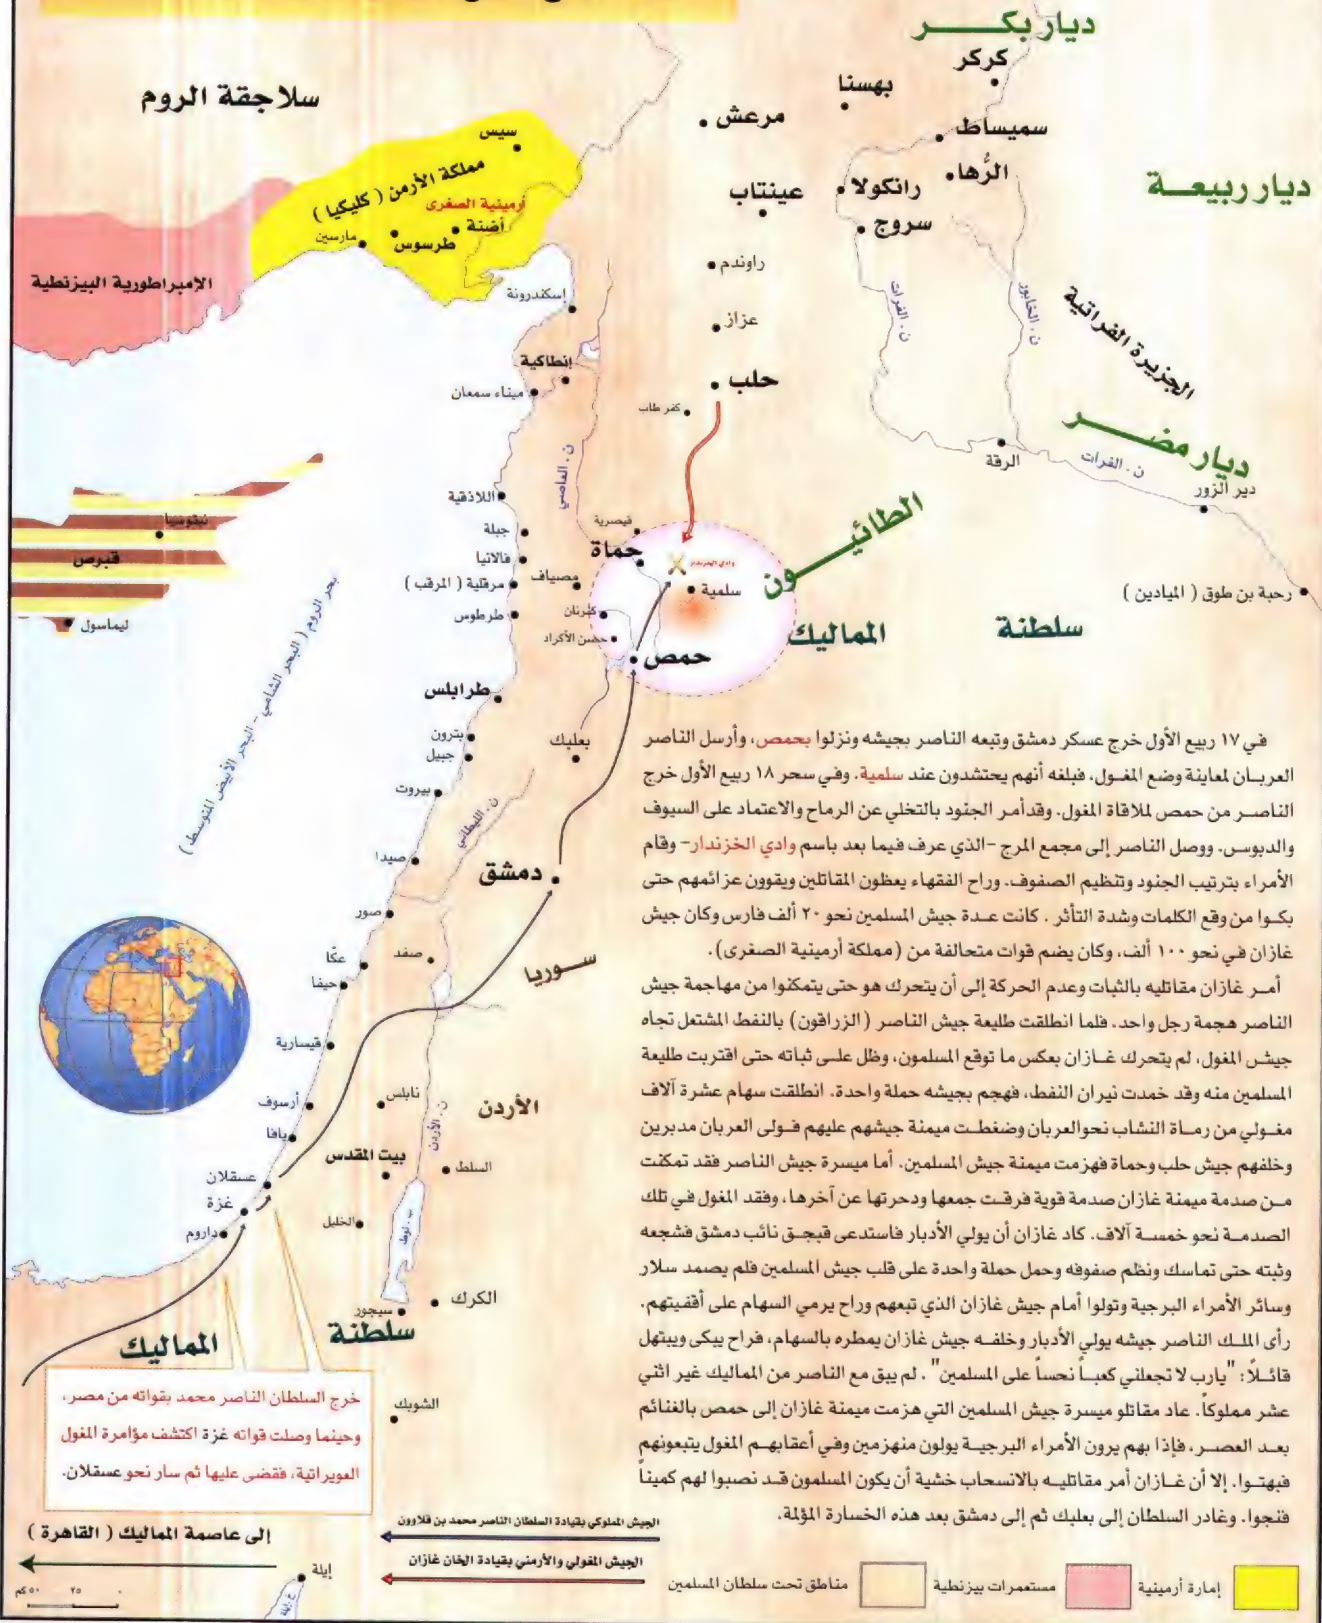 ديار بكر
كركر
بهسنا
سلاجقة الروم
مرعش
سميساط
سيس
مملكة الأرمن ( كليكيا )
أرمينية الصغرى
أضنة
طرسوس
مارسين
عينتاب
رانكولا
الرُّها
ديار ربيعة
سروج
الإمبراطورية البيزنطية
راوندم
إسكندرونة
ن . الفرات
ن . الخابور
الجزيرة الفراتية
عزاز
إنطاكية
حلب
ميناء سمعان
كفر طاب
ديار مضر
الرقة
ن . الفرات
دير الزور
ن . العاصي
اللاذقية
الطائيون
نيقوسيا
قبرص
جبلة
قيصرية
حماة
فالانيا
وادي الخزندار
مرقلية ( المرقب )
مصياف
سلمية
رحبة بن طوق ( الميادين )
ليماسول
طرطوس
كفرنان
حصن الأكراد
سلطنة
المماليك
حمص
بحر الروم ( البحر الشامي - البحر الأبيض المتوسط )
طرابلس
بترون
جبيل
بعلبك
بيروت
ن . الليطاني
صيدا
دمشق
صور
صفد
عكّا
حيفا
سوريا
قيسارية
نابلس
أرسوف
الأردن
ن . الأردن
يافا
بيت المقدس
السلط
عسقلان
غزة
داروم
الخليل
ب . لوط
الكرك
سيجور
سلطنة
المماليك
الشوبك
في ١٧ ربيع الأول خرج عسكر دمشق وتبعه الناصر بجيشه ونزلوا بحمص، وأرسل الناصر
العربان لمعاينة وضع المغول، فبلغه أنهم يحتشدون عند سلمية. وفي سحر ١٨ ربيع الأول خرج
الناصر من حمص لملاقاة المغول. وقد أمر الجنود بالتخلي عن الرماح والاعتماد على السيوف
والدبوس. ووصل الناصر إلى مجمع المرج -الذي عرف فيما بعد باسم وادي الخزندار- وقام
الأمراء بترتيب الجنود وتنظيم الصفوف. وراح الفقهاء يعظون المقاتلين ويقوون عزائمهم حتى
بكوا من وقع الكلمات وشدة التأثر . كانت عدة جيش المسلمين نحو ٢٠ ألف فارس وكان جيش
غازان في نحو ١٠٠ ألف، وكان يضم قوات متحالفة من (مملكة أرمينية الصغرى).
أمر غازان مقاتليه بالثبات وعدم الحركة إلى أن يتحرك هو حتى يتمكنوا من مهاجمة جيش
الناصر هجمة رجل واحد. فلما انطلقت طليعة جيش الناصر ( الزراقون ) بالنفط المشتعل تجاه
جيش المغول، لم يتحرك غازان بعكس ما توقع المسلمون، وظل على ثباته حتى اقتربت طليعة
المسلمين منه وقد خمدت نيران النفط، فهجم بجيشه حملة واحدة. انطلقت سهام عشرة آلاف
مغولي من رماة النشاب نحو العربان وضغطت ميمنة جيشهم عليهم فولى العربان مدبرين
وخلفهم جيش حلب وحماة فهزمت ميمنة جيش المسلمين. أما ميسرة جيش الناصر فقد تمكنت
من صدمة ميمنة غازان صدمة قوية فرقت جمعها ودحرتها عن آخرها، وفقد المغول في تلك
الصدمة نحو خمسة آلاف. كاد غازان أن يولي الأدبار فاستدعى قبجق نائب دمشق فشجعه
وثبته حتى تماسك ونظم صفوفه وحمل حملة واحدة على قلب جيش المسلمين فلم يصمد سلار
وسائر الأمراء البرجية وتولوا أمام جيش غازان الذي تبعهم وراح يرمي السهام على أقفيتهم.
رأى الملك الناصر جيشه يولي الأدبار وخلفه جيش غازان يمطره بالسهام، فراح يبكي ويبتهل
قائلاً: "يارب لا تجعلني كعباً نحساً على المسلمين" . لم يبق مع الناصر من المماليك غير اثني
عشر مملوكاً. عاد مقاتلو ميسرة جيش المسلمين التي هزمت ميمنة غازان إلى حمص بالغنائم
بعد العصر، فإذا بهم يرون الأمراء البرجية يولون منهزمين وفي أعقابهم المغول يتبعونهم
فبهتوا. إلا أن غازان أمر مقاتليه بالانسحاب خشية أن يكون المسلمون قد نصبوا لهم كميناً
فنجوا. وغادر السلطان إلى بعلبك ثم إلى دمشق بعد هذه الخسارة المؤلمة.
خرج السلطان الناصر محمد بقواته من مصر،
وحينما وصلت قواته غزة اكتشف مؤامرة المغول
العويراتية، فقضى عليها ثم سار نحو عسقلان.
إلى عاصمة المماليك ( القاهرة )
إيلة
الجيش المملوكي بقيادة السلطان الناصر محمد بن قلاوون
الجيش المغولي والأرمني بقيادة الخان غازان
إمارة أرمينية
مستعمرات بيزنطية
مناطق تحت سلطان المسلمين
٠ ٢٥ ٥٠ كم